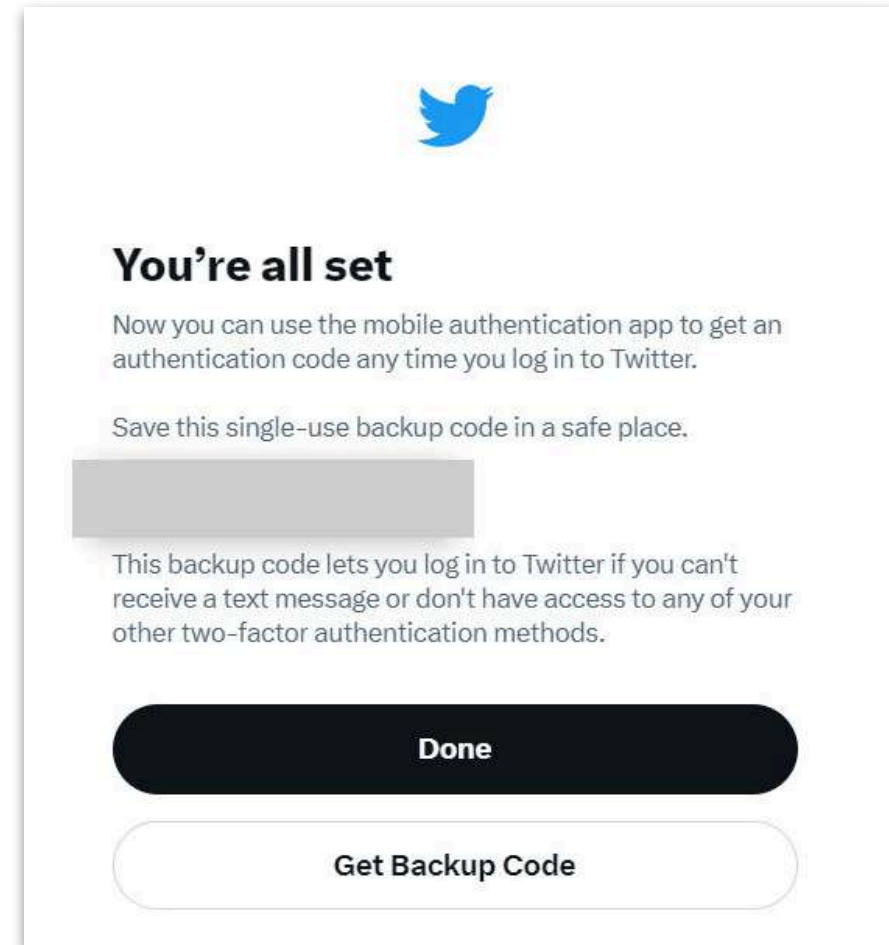 You're all set
Now you can use the mobile authentication app to get an
authentication code any time you log in to Twitter.
Save this single-use backup code in a safe place.
This backup code lets you log in to Twitter if you can't
receive a text message or don't have access to any of your
other two-factor authentication methods.
Done
Get Backup Code